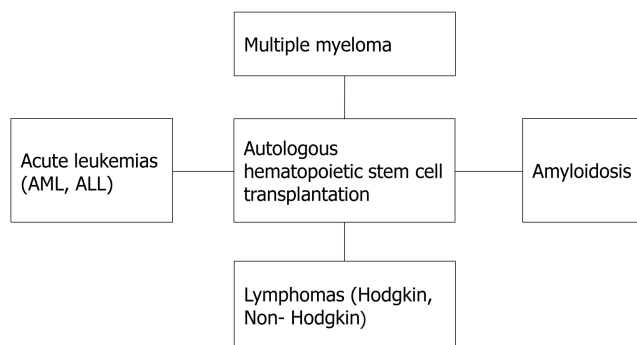 Multiple myeloma
Acute leukemias
(AML, ALL)
Autologous
hematopoietic stem cell
transplantation
Amyloidosis
Lymphomas (Hodgkin,
Non- Hodgkin)